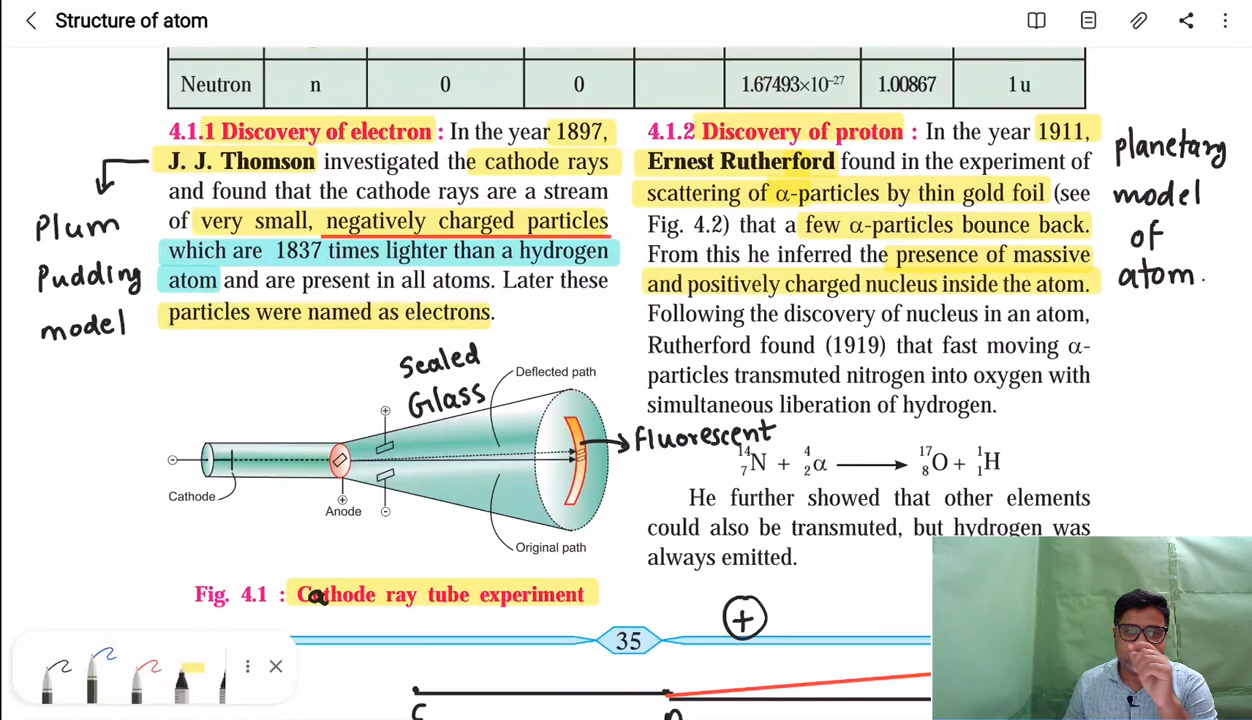 Structure of atom
Neutron n 0 0 1.67493×10⁻²⁷ 1.00867 1 u
4.1.1 Discovery of electron : In the year 1897,
J. J. Thomson investigated the cathode rays
and found that the cathode rays are a stream
of very small, negatively charged particles
which are 1837 times lighter than a hydrogen
atom and are present in all atoms. Later these
particles were named as electrons.
Plum
Pudding
model
Sealed
Glass
Deflected path
Fluorescent
Cathode
Anode
Original path
Fig. 4.1 : Cathode ray tube experiment
4.1.2 Discovery of proton : In the year 1911,
Ernest Rutherford found in the experiment of
scattering of α-particles by thin gold foil (see
Fig. 4.2) that a few α-particles bounce back.
From this he inferred the presence of massive
and positively charged nucleus inside the atom.
Following the discovery of nucleus in an atom,
Rutherford found (1919) that fast moving α-
particles transmuted nitrogen into oxygen with
simultaneous liberation of hydrogen.
¹⁴₇N + ⁴₂α ⟶ ¹⁷₈O + ¹₁H
He further showed that other elements
could also be transmuted, but hydrogen was
always emitted.
planetary
model
of
atom.
+
35
C